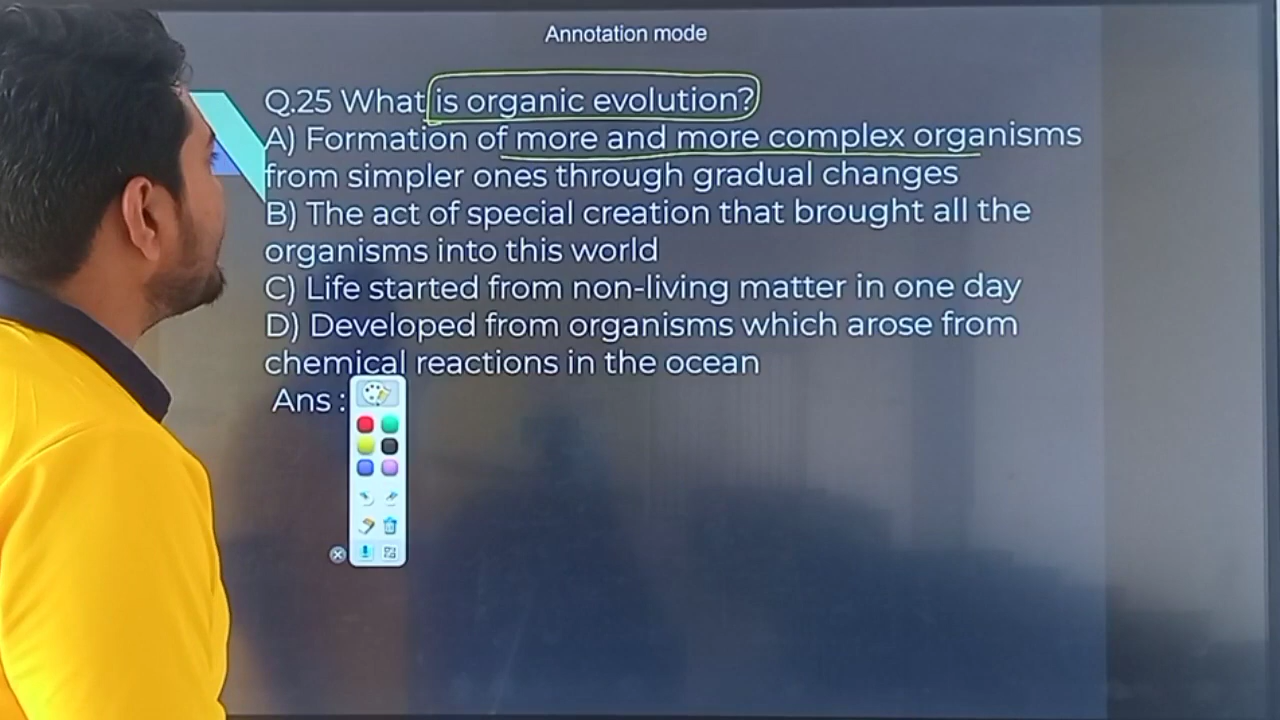 Annotation mode
Q.25 What is organic evolution?
A) Formation of more and more complex organisms
from simpler ones through gradual changes
B) The act of special creation that brought all the
organisms into this world
C) Life started from non-living matter in one day
D) Developed from organisms which arose from
chemical reactions in the ocean
Ans :